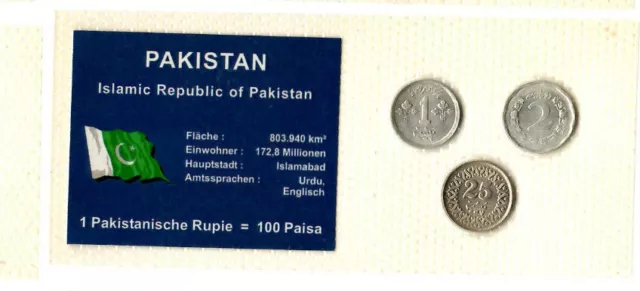 PAKISTAN
Islamic Republic of Pakistan
Fläche : 803.940 km²
Einwohner : 172,8 Millionen
Hauptstadt : Islamabad
Amtssprachen : Urdu,
Englisch
1 Pakistanische Rupie = 100 Paisa
1
2
25